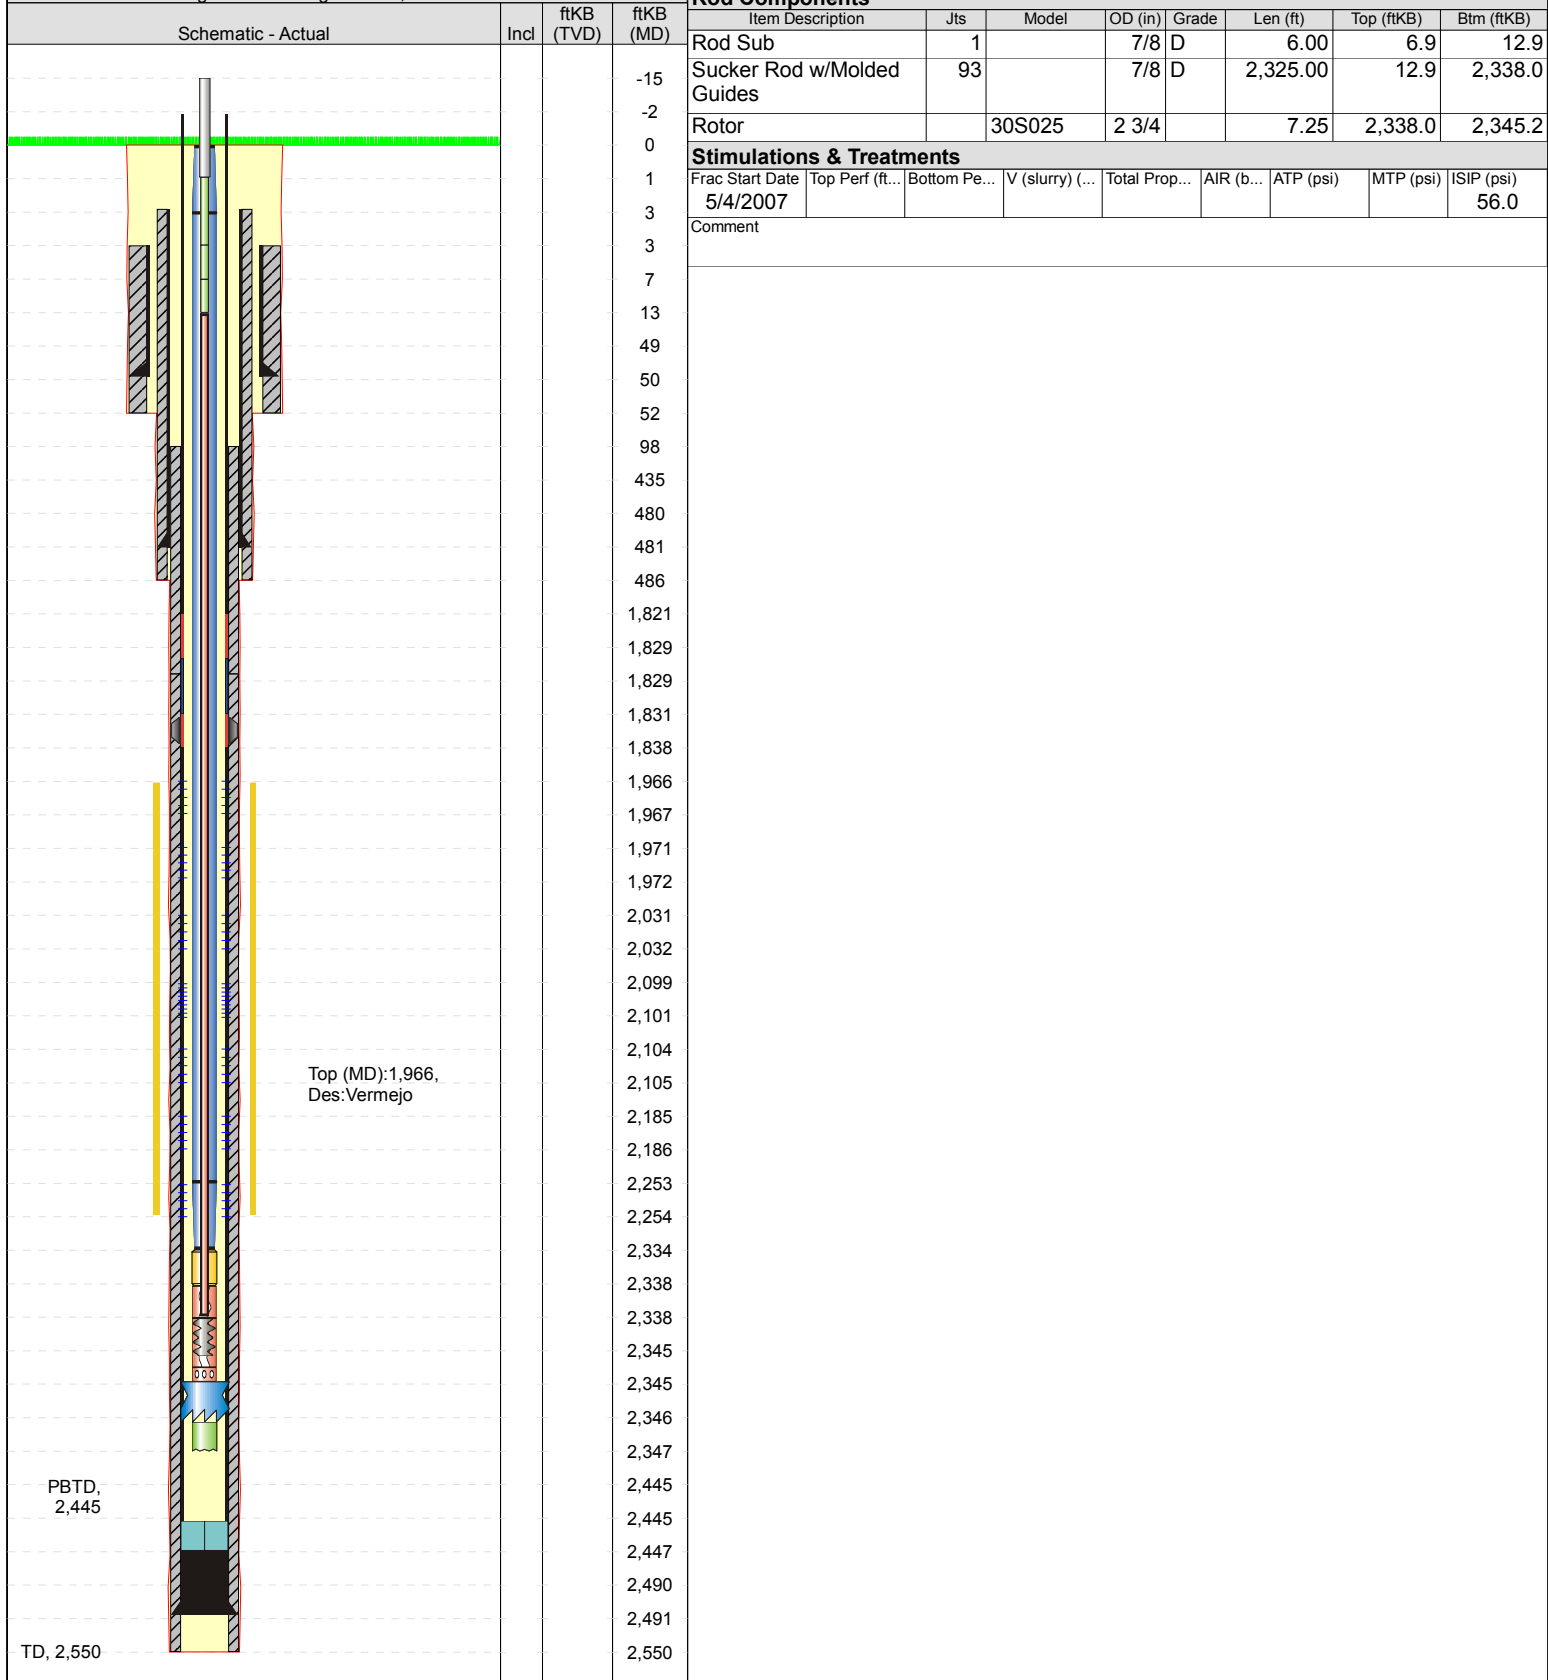 Schematic - Actual
Incl
ftKB
(TVD)
ftKB
(MD)
-15
-2
0
1
3
3
7
13
49
50
52
98
435
480
481
486
1,821
1,829
1,829
1,831
1,838
1,966
1,967
1,971
1,972
2,031
2,032
2,099
2,101
2,104
2,105
2,185
2,186
2,253
2,254
2,334
2,338
2,338
2,345
2,345
2,346
2,347
2,445
2,445
2,447
2,490
2,491
2,550
Top (MD):1,966,
Des:Vermejo
PBTD,
2,445
TD, 2,550
Rod Components
Item Description Jts Model OD (in) Grade Len (ft) Top (ftKB) Btm (ftKB)
Rod Sub 1 7/8 D 6.00 6.9 12.9
Sucker Rod w/Molded 93 7/8 D 2,325.00 12.9 2,338.0
Guides
Rotor 30S025 2 3/4 7.25 2,338.0 2,345.2
Stimulations & Treatments
Frac Start Date Top Perf (ft... Bottom Pe... V (slurry) (... Total Prop... AIR (b... ATP (psi) MTP (psi) ISIP (psi)
5/4/2007 56.0
Comment